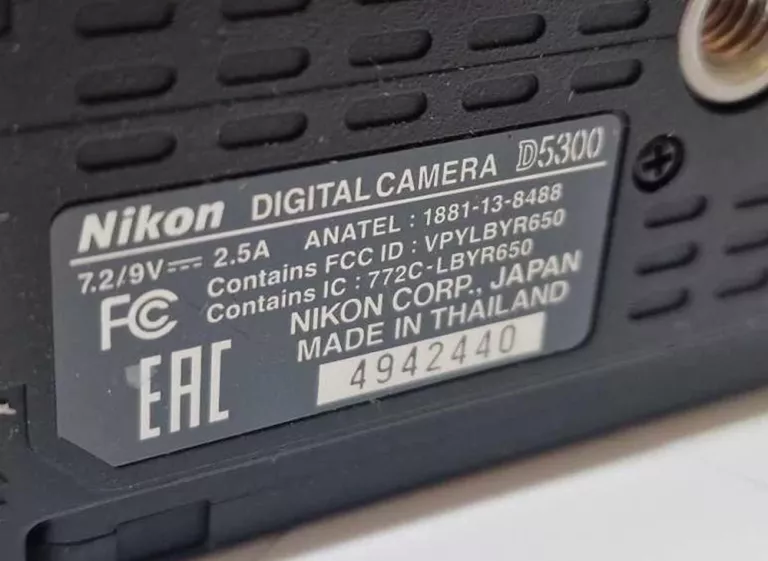 Nikon DIGITAL CAMERA D5300
7.2/9V⎓ 2.5A ANATEL : 1881-13-8488
Contains FCC ID : VPYLBYR650
Contains IC : 772C-LBYR650
FC NIKON CORP., JAPAN
MADE IN THAILAND
EAC 4942440